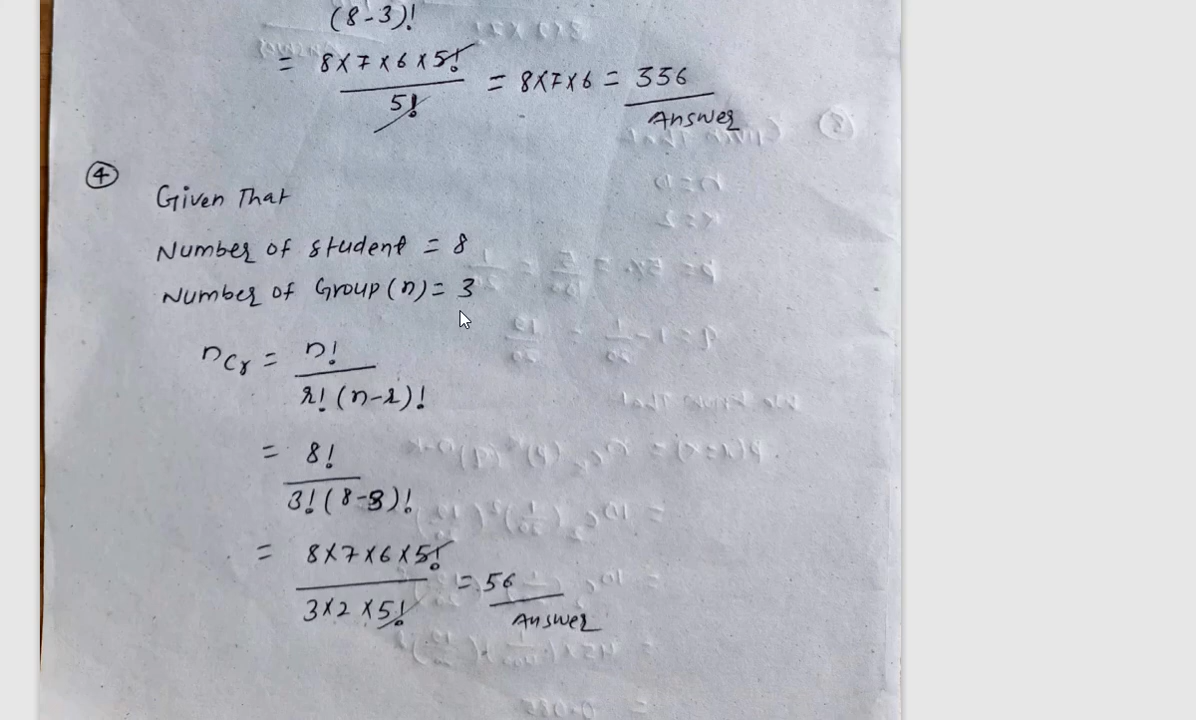 (8-3)!
= 8×7×6×5! / 5! = 8×7×6 = 336
Answer
④
Given That
Number of student = 8
Number of Group (n) = 3
nCr = n! / r! (n-r)!
= 8! / 3! (8-3)!
= 8×7×6×5! / 3×2×5! = 56
Answer